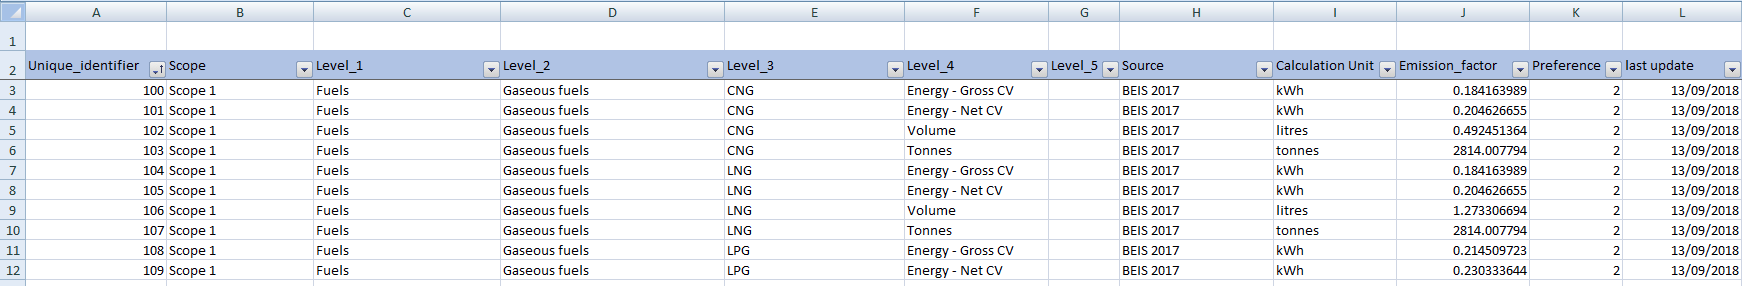 A B C D E F G H I J K L
1
2 Unique_identifier Scope Level_1 Level_2 Level_3 Level_4 Level_5 Source Calculation Unit Emission_factor Preference last update
3 100 Scope 1 Fuels Gaseous fuels CNG Energy - Gross CV BEIS 2017 kWh 0.184163989 2 13/09/2018
4 101 Scope 1 Fuels Gaseous fuels CNG Energy - Net CV BEIS 2017 kWh 0.204626655 2 13/09/2018
5 102 Scope 1 Fuels Gaseous fuels CNG Volume BEIS 2017 litres 0.492451364 2 13/09/2018
6 103 Scope 1 Fuels Gaseous fuels CNG Tonnes BEIS 2017 tonnes 2814.007794 2 13/09/2018
7 104 Scope 1 Fuels Gaseous fuels LNG Energy - Gross CV BEIS 2017 kWh 0.184163989 2 13/09/2018
8 105 Scope 1 Fuels Gaseous fuels LNG Energy - Net CV BEIS 2017 kWh 0.204626655 2 13/09/2018
9 106 Scope 1 Fuels Gaseous fuels LNG Volume BEIS 2017 litres 1.273306694 2 13/09/2018
10 107 Scope 1 Fuels Gaseous fuels LNG Tonnes BEIS 2017 tonnes 2814.007794 2 13/09/2018
11 108 Scope 1 Fuels Gaseous fuels LPG Energy - Gross CV BEIS 2017 kWh 0.214509723 2 13/09/2018
12 109 Scope 1 Fuels Gaseous fuels LPG Energy - Net CV BEIS 2017 kWh 0.230333644 2 13/09/2018